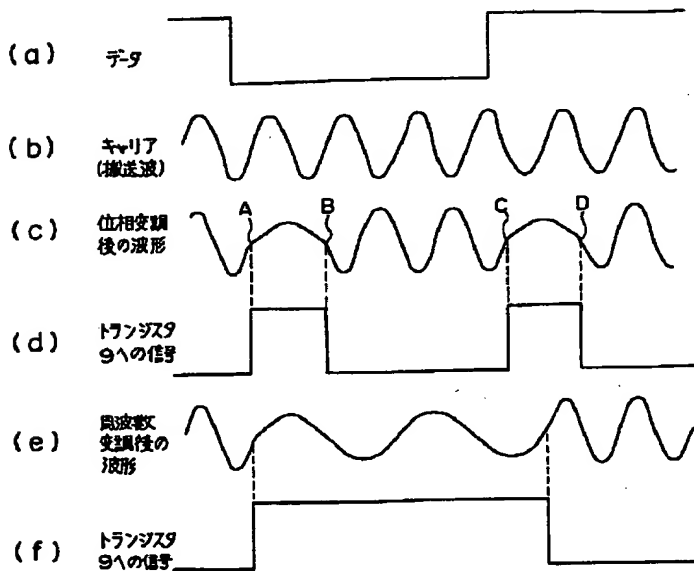 (a) データ
(b) キャリア
(搬送波)
A B C D
(c) 位相変調
後の波形
(d) トランジスタ
9への信号
(e) 周波数
変調後の
波形
(f) トランジスタ
9への信号